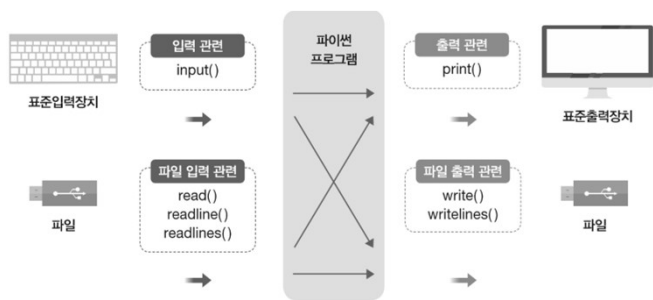 입력 관련
input()
표준입력장치
파이썬
프로그램
출력 관련
print()
표준출력장치
파일 입력 관련
read()
readline()
readlines()
파일
파일 출력 관련
write()
writelines()
파일